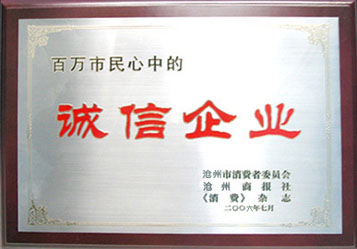 百万市民心中的
诚信企业
沧州市消费者委员会
沧州商报社
《消费》杂志
二〇〇六年七月